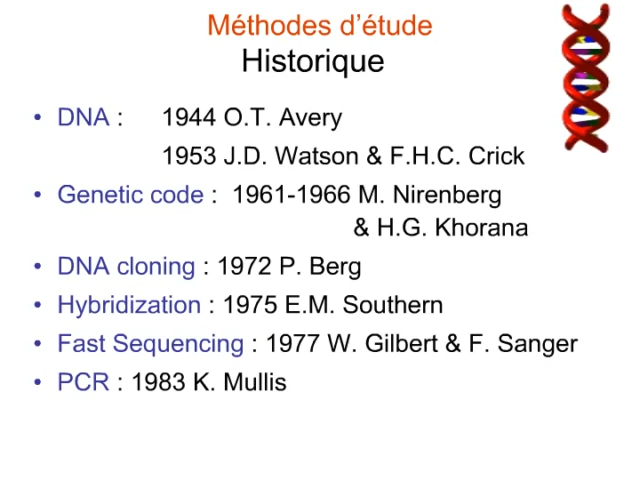 Méthodes d’étude
Historique
• DNA : 1944 O.T. Avery
1953 J.D. Watson & F.H.C. Crick
• Genetic code : 1961-1966 M. Nirenberg
& H.G. Khorana
• DNA cloning : 1972 P. Berg
• Hybridization : 1975 E.M. Southern
• Fast Sequencing : 1977 W. Gilbert & F. Sanger
• PCR : 1983 K. Mullis